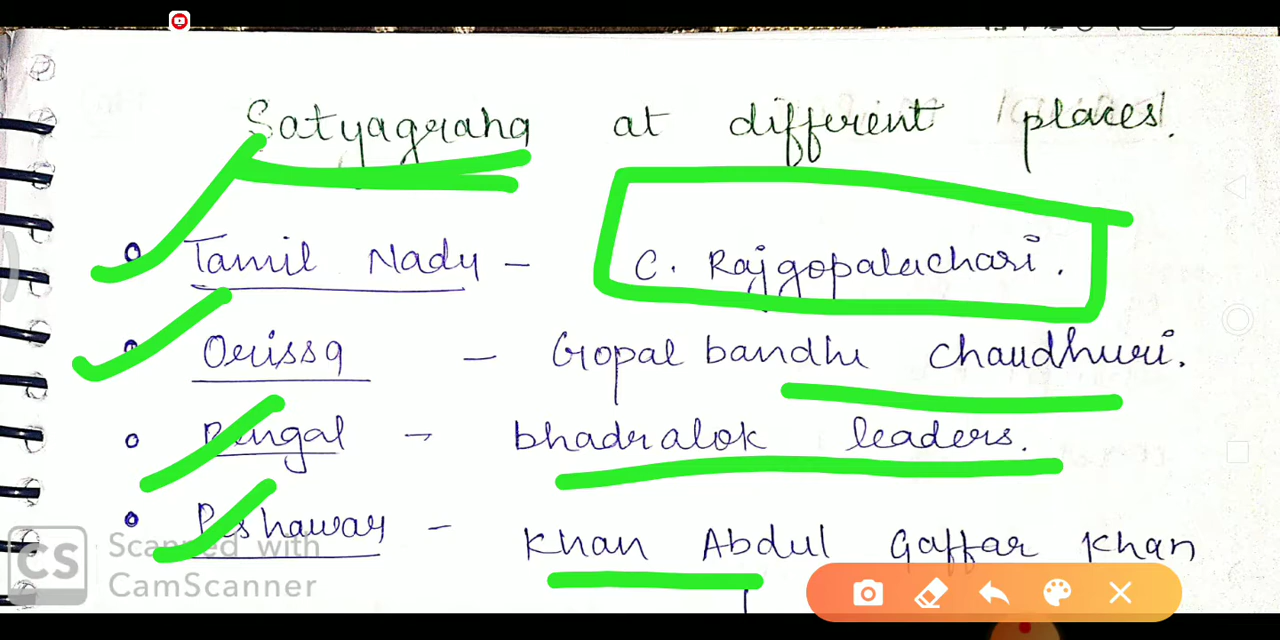 Satyagraha at different places.
Tamil Nadu - C. Rajgopalachari.
Orissa - Gopal bandhu Chaudhuri.
Bengal - bhadralok leaders.
Peshawar - Khan Abdul Gaffar Khan
CS Scanned with
CamScanner